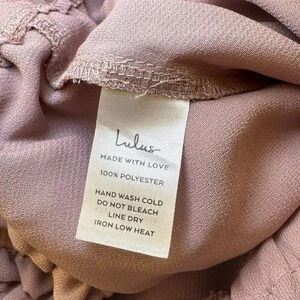 Lulus
MADE WITH LOVE
100% POLYESTER
HAND WASH COLD
DO NOT BLEACH
LINE DRY
IRON LOW HEAT